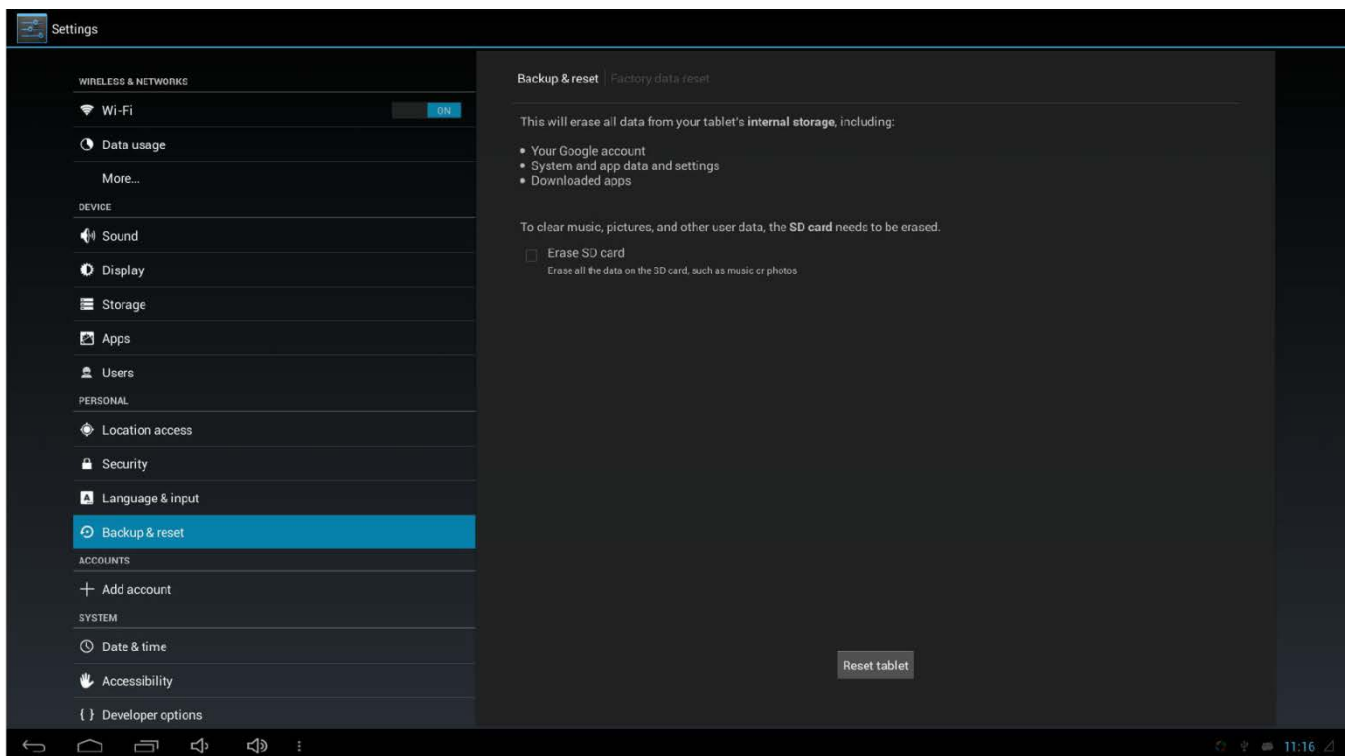 Settings
WIRELESS & NETWORKS
Wi-Fi
ON
Data usage
More...
DEVICE
Sound
Display
Storage
Apps
Users
PERSONAL
Location access
Security
Language & input
Backup & reset
ACCOUNTS
Add account
SYSTEM
Date & time
Accessibility
{ } Developer options
Backup & reset | Factory data reset
This will erase all data from your tablet's internal storage, including:
• Your Google account
• System and app data and settings
• Downloaded apps
To clear music, pictures, and other user data, the SD card needs to be erased.
Erase SD card
Erase all the data on the SD card, such as music or photos
Reset tablet
11:16